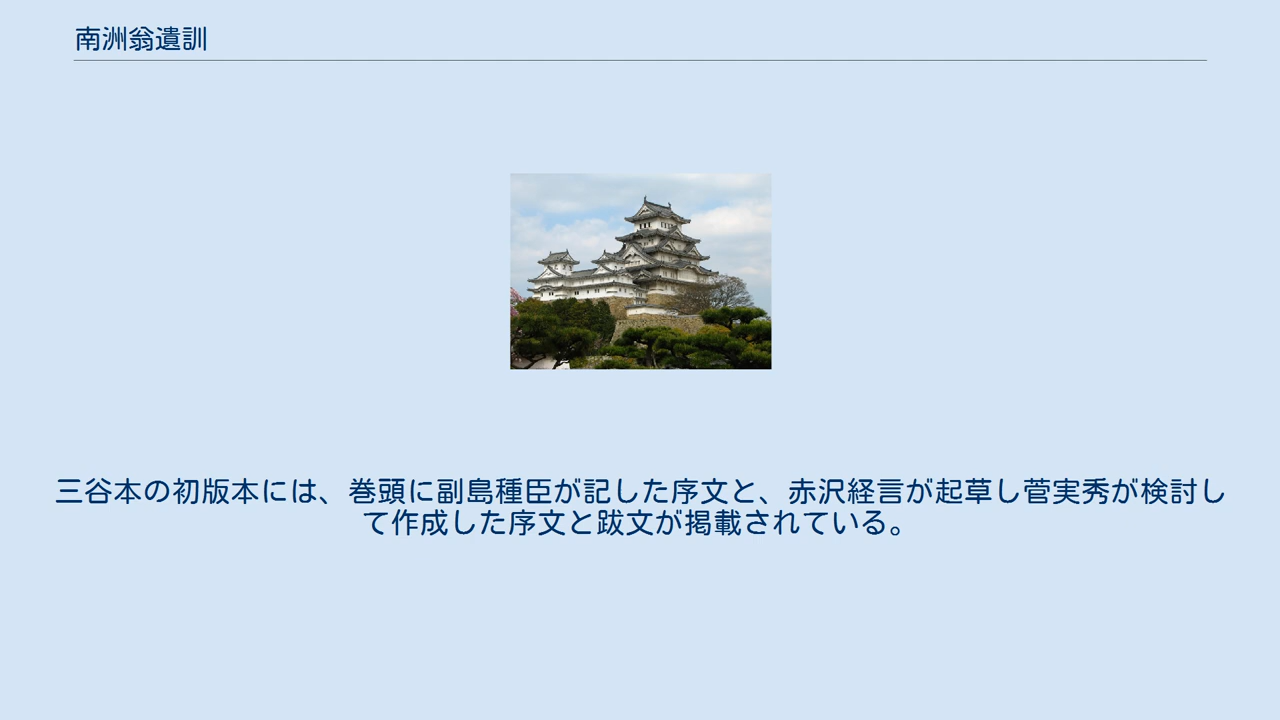 南洲翁遺訓
三谷本の初版本には、巻頭に副島種臣が記した序文と、赤沢経言が起草し菅実秀が検討し
て作成した序文と跋文が掲載されている。